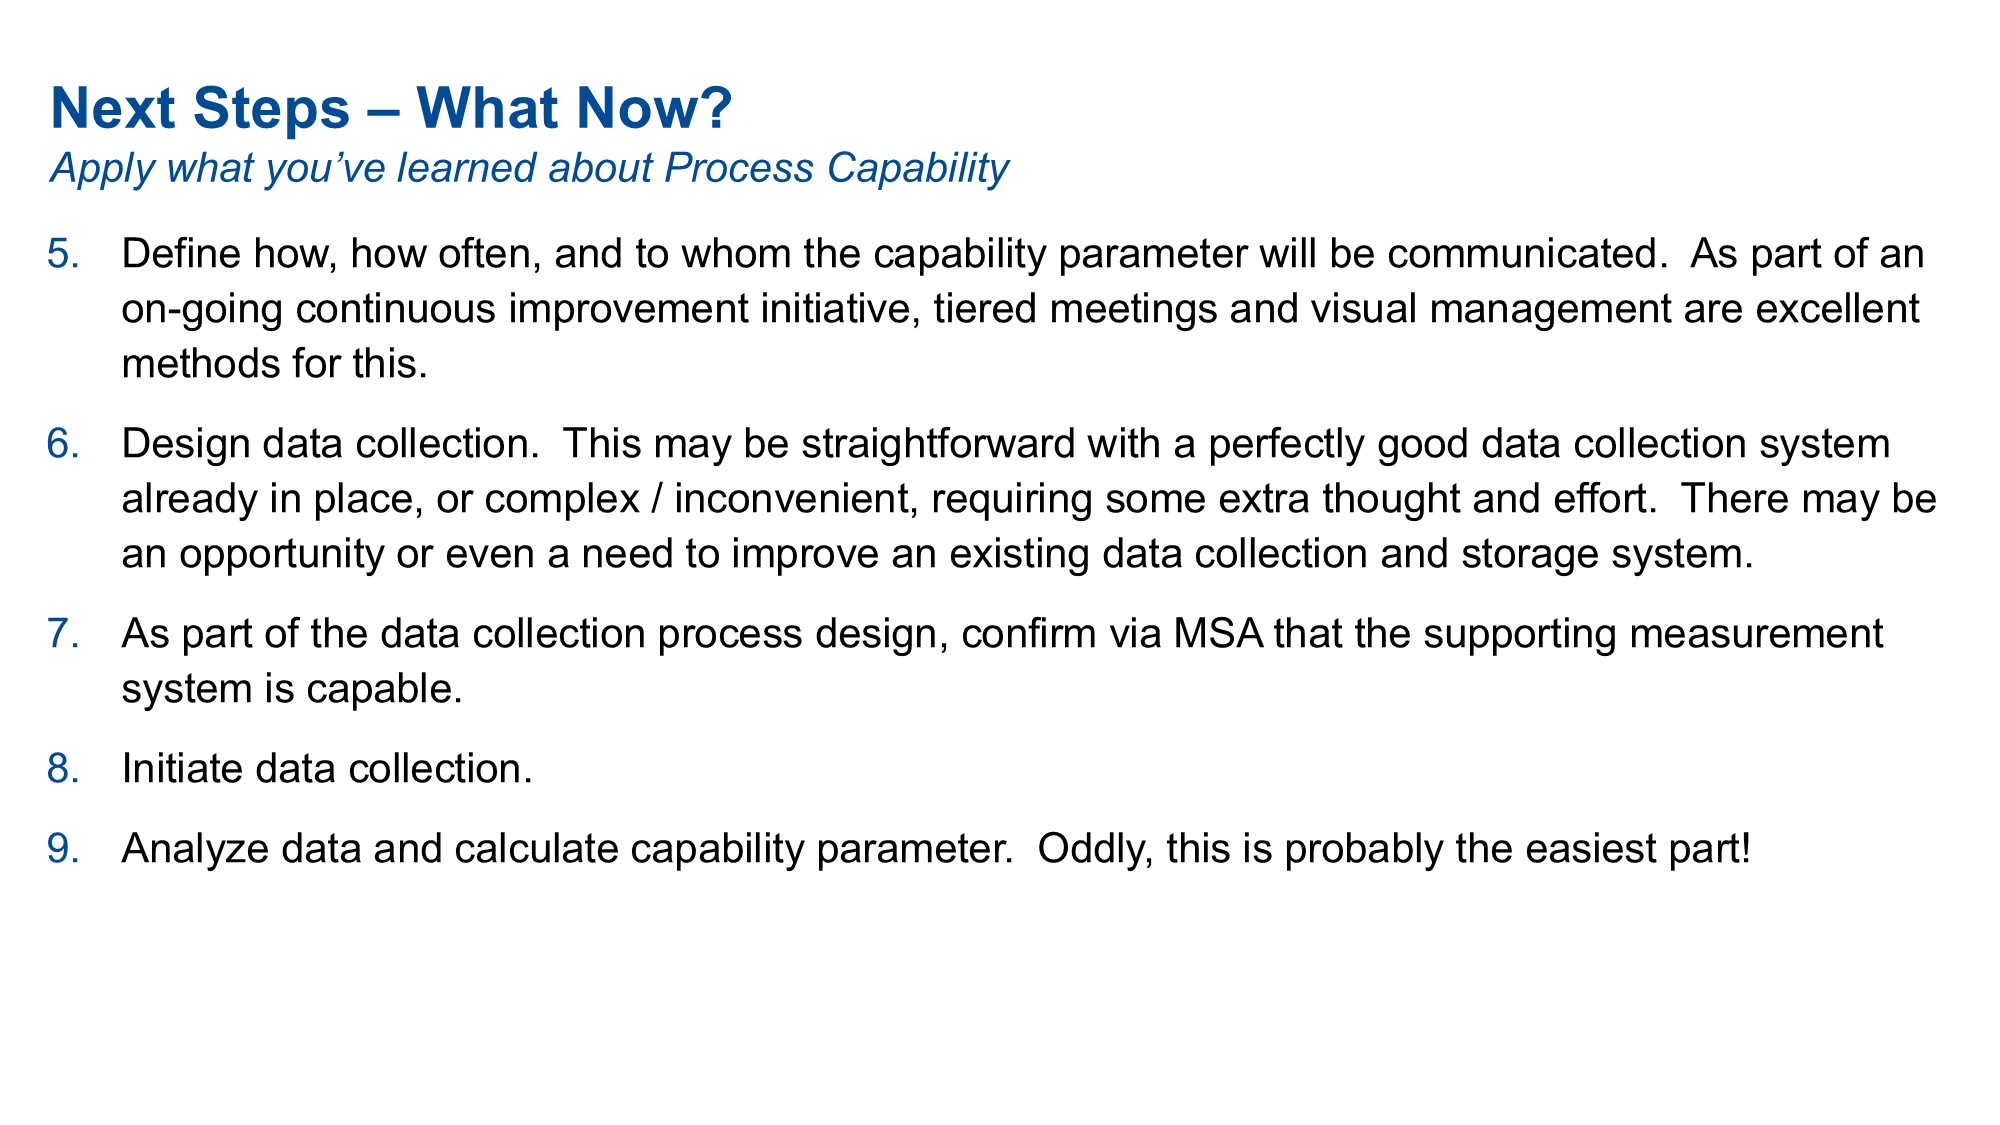 Next Steps – What Now?
Apply what you’ve learned about Process Capability
5. Define how, how often, and to whom the capability parameter will be communicated.  As part of an
on-going continuous improvement initiative, tiered meetings and visual management are excellent
methods for this.
6. Design data collection.  This may be straightforward with a perfectly good data collection system
already in place, or complex / inconvenient, requiring some extra thought and effort.  There may be
an opportunity or even a need to improve an existing data collection and storage system.
7. As part of the data collection process design, confirm via MSA that the supporting measurement
system is capable.
8. Initiate data collection.
9. Analyze data and calculate capability parameter.  Oddly, this is probably the easiest part!